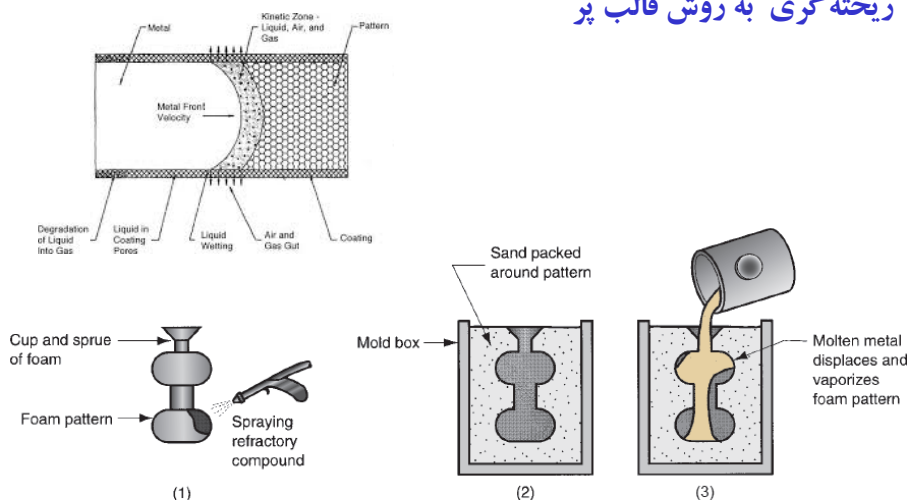 ریخته گری به روش قالب پر
Metal
Kinetic Zone -
Liquid, Air, and
Gas
Pattern
Metal Front
Velocity
Degradation
of Liquid
Into Gas
Liquid in
Coating
Pores
Liquid
Wetting
Air and
Gas Gut
Coating
Cup and sprue
of foam
Foam pattern
Spraying
refractory
compound
(1)
Sand packed
around pattern
Mold box
(2)
Molten metal
displaces and
vaporizes
foam pattern
(3)